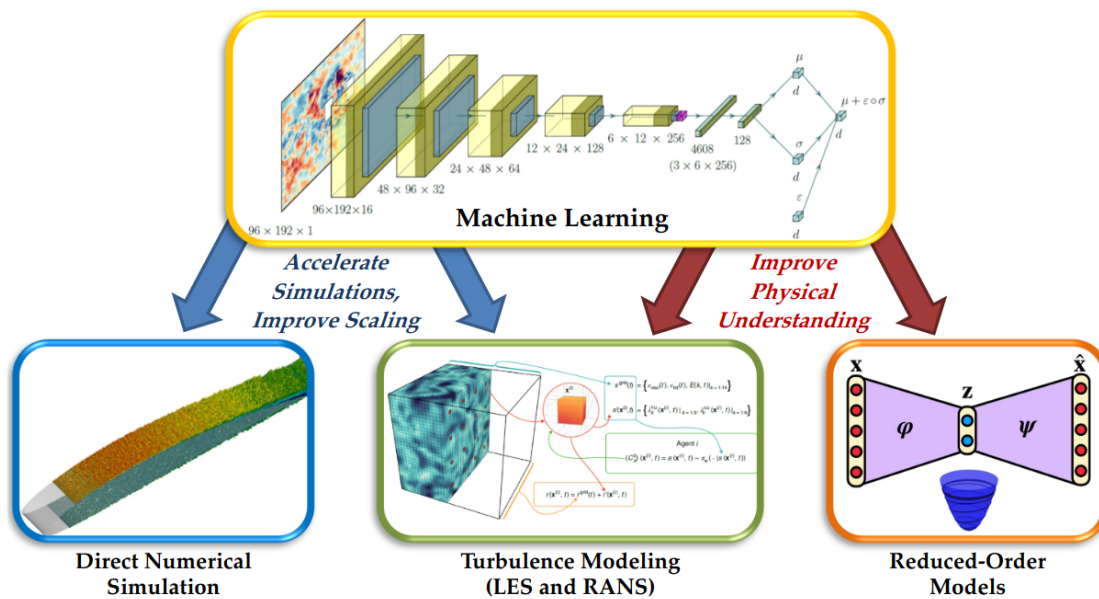 μ
d
μ + ε ∘ σ
d
σ
d
ε
d
128
4608
(3 × 6 × 256)
6 × 12 × 256
12 × 24 × 128
24 × 48 × 64
48 × 96 × 32
96×192×16
96 × 192 × 1
Machine Learning
Accelerate
Simulations,
Improve Scaling
Improve
Physical
Understanding
Agent i
x
φ
z
ψ
x̂
Direct Numerical
Simulation
Turbulence Modeling
(LES and RANS)
Reduced-Order
Models